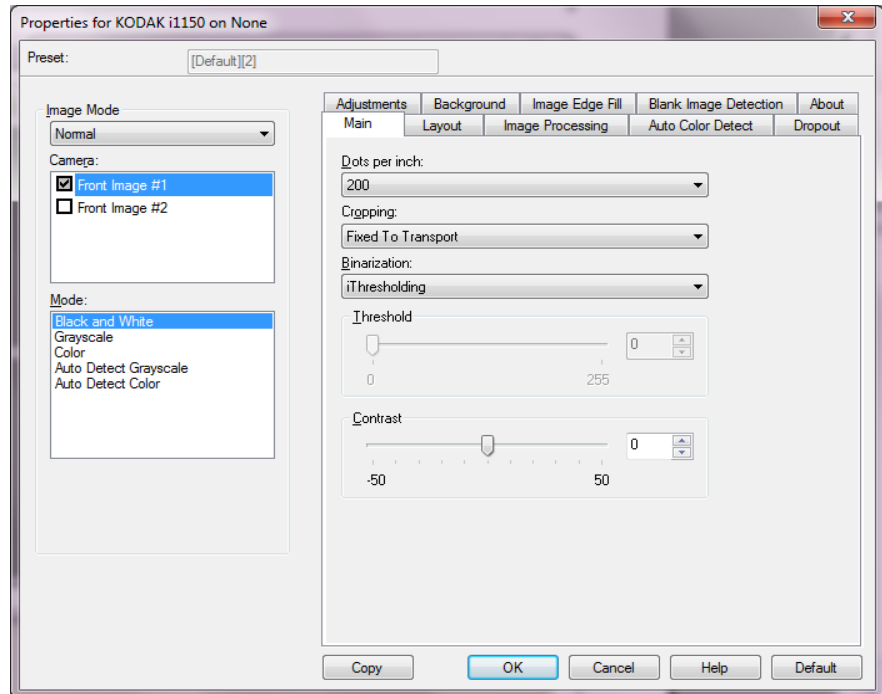 Properties for KODAK i1150 on None
Preset:
[Default][2]
Image Mode
Normal
Camera:
Front Image #1
Front Image #2
Mode:
Black and White
Grayscale
Color
Auto Detect Grayscale
Auto Detect Color
Adjustments Background Image Edge Fill Blank Image Detection About
Main Layout Image Processing Auto Color Detect Dropout
Dots per inch:
200
Cropping:
Fixed To Transport
Binarization:
iThresholding
Threshold
0
0 255
Contrast
0
-50 50
Copy OK Cancel Help Default